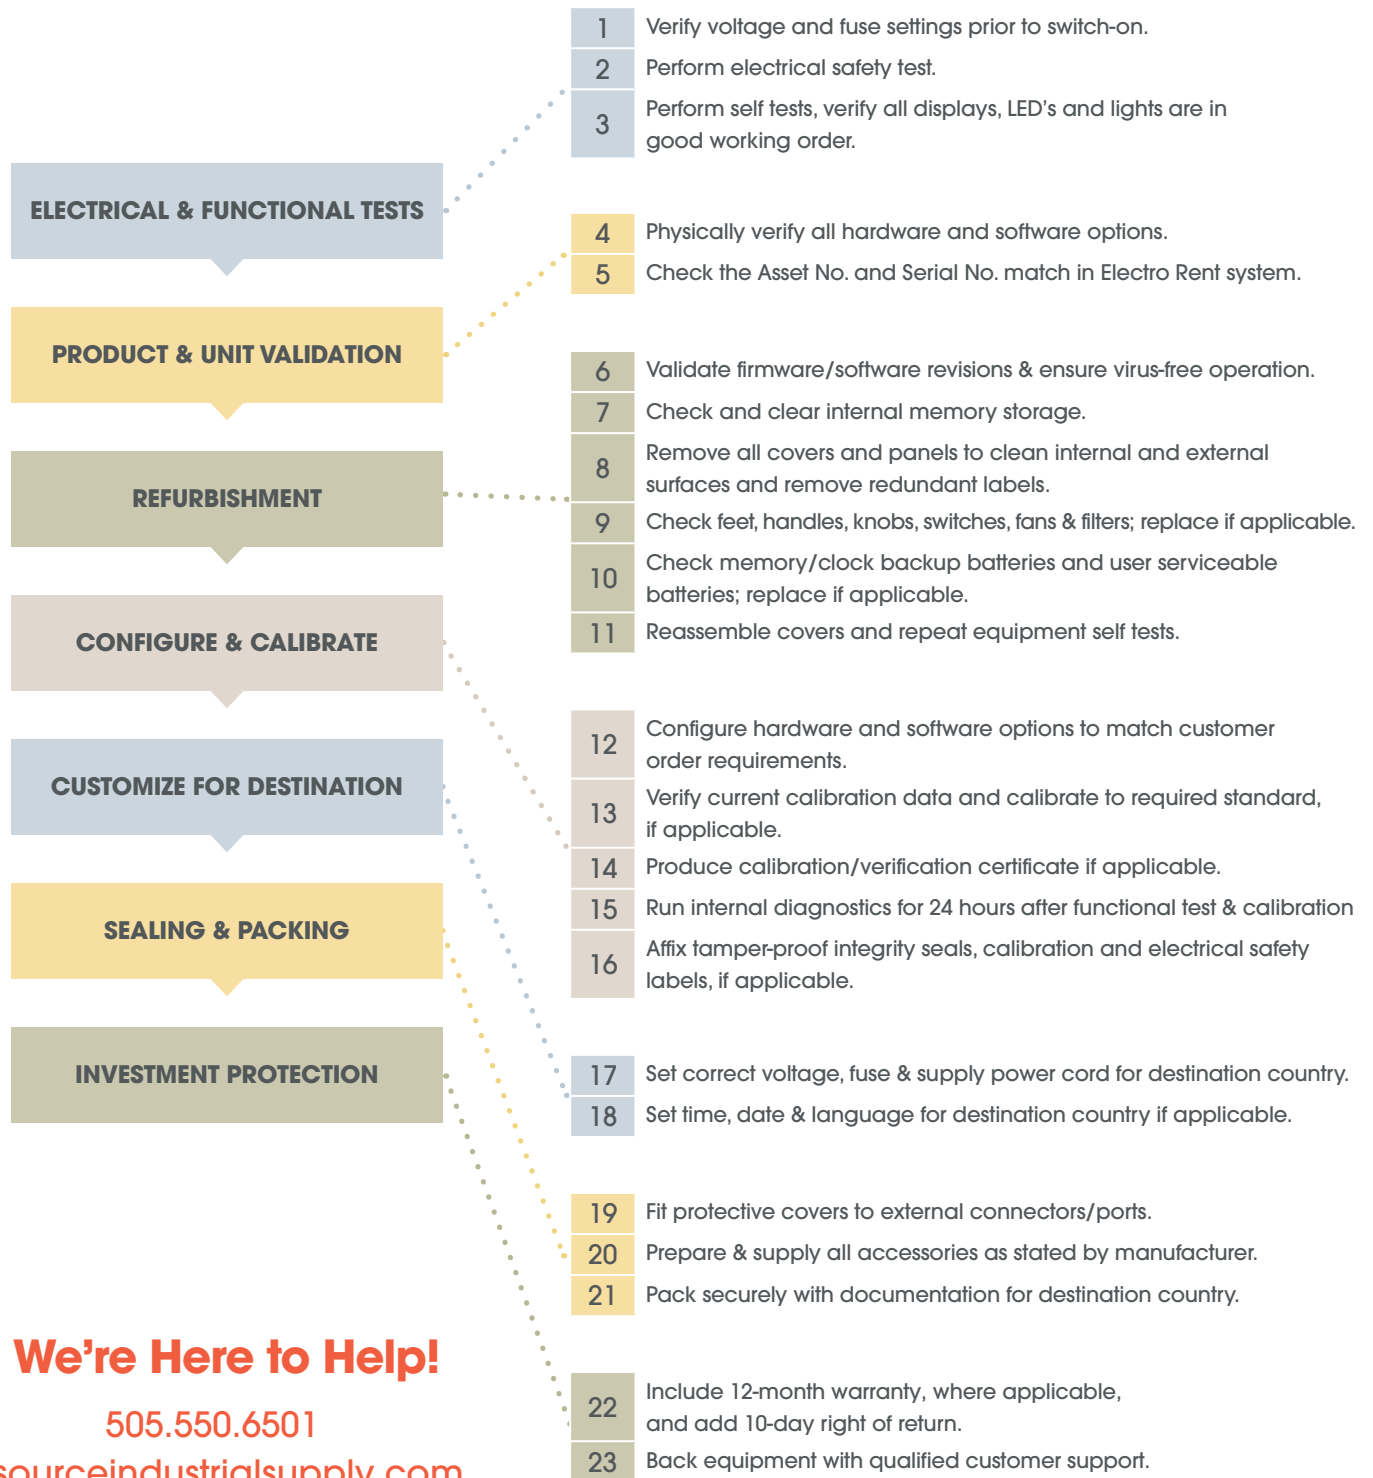 ELECTRICAL & FUNCTIONAL TESTS
PRODUCT & UNIT VALIDATION
REFURBISHMENT
CONFIGURE & CALIBRATE
CUSTOMIZE FOR DESTINATION
SEALING & PACKING
INVESTMENT PROTECTION
1 Verify voltage and fuse settings prior to switch-on.
2 Perform electrical safety test.
3 Perform self tests, verify all displays, LED's and lights are in
good working order.
4 Physically verify all hardware and software options.
5 Check the Asset No. and Serial No. match in Electro Rent system.
6 Validate firmware/software revisions & ensure virus-free operation.
7 Check and clear internal memory storage.
8 Remove all covers and panels to clean internal and external
surfaces and remove redundant labels.
9 Check feet, handles, knobs, switches, fans & filters; replace if applicable.
10 Check memory/clock backup batteries and user serviceable
batteries; replace if applicable.
11 Reassemble covers and repeat equipment self tests.
12 Configure hardware and software options to match customer
order requirements.
13 Verify current calibration data and calibrate to required standard,
if applicable.
14 Produce calibration/verification certificate if applicable.
15 Run internal diagnostics for 24 hours after functional test & calibration
16 Affix tamper-proof integrity seals, calibration and electrical safety
labels, if applicable.
17 Set correct voltage, fuse & supply power cord for destination country.
18 Set time, date & language for destination country if applicable.
19 Fit protective covers to external connectors/ports.
20 Prepare & supply all accessories as stated by manufacturer.
21 Pack securely with documentation for destination country.
22 Include 12-month warranty, where applicable,
and add 10-day right of return.
23 Back equipment with qualified customer support.
We're Here to Help!
505.550.6501
sourceindustrialsupply.com